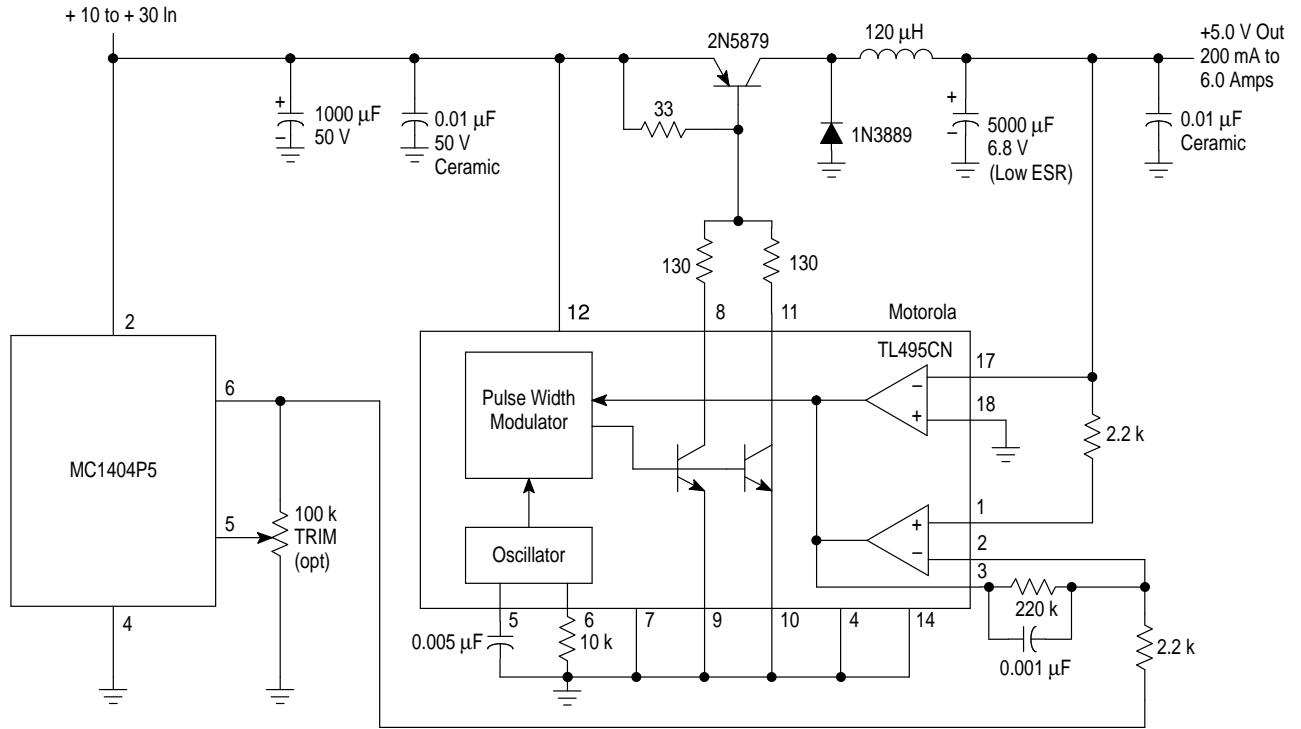 + 10 to + 30 In
2N5879
120 µH
+5.0 V Out
200 mA to
6.0 Amps
+
–
1000 µF
50 V
0.01 µF
50 V
Ceramic
33
1N3889
+
–
5000 µF
6.8 V
(Low ESR)
0.01 µF
Ceramic
130
130
2
12
8
11
Motorola
TL495CN
17
–
18
+
2.2 k
6
Pulse Width
Modulator
MC1404P5
5
100 k
TRIM
(opt)
Oscillator
1
+
2
–
3
220 k
0.001 µF
2.2 k
4
5
6
7
9
10
4
14
0.005 µF
10 k